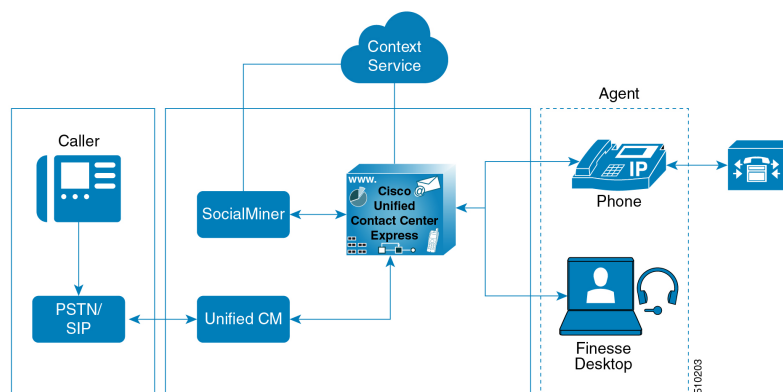 Context
Service
Agent
Caller
www.
@
Cisco
Unified
Contact Center
Express
SocialMiner
IP
Phone
PSTN/
SIP
Unified CM
Finesse
Desktop
510203